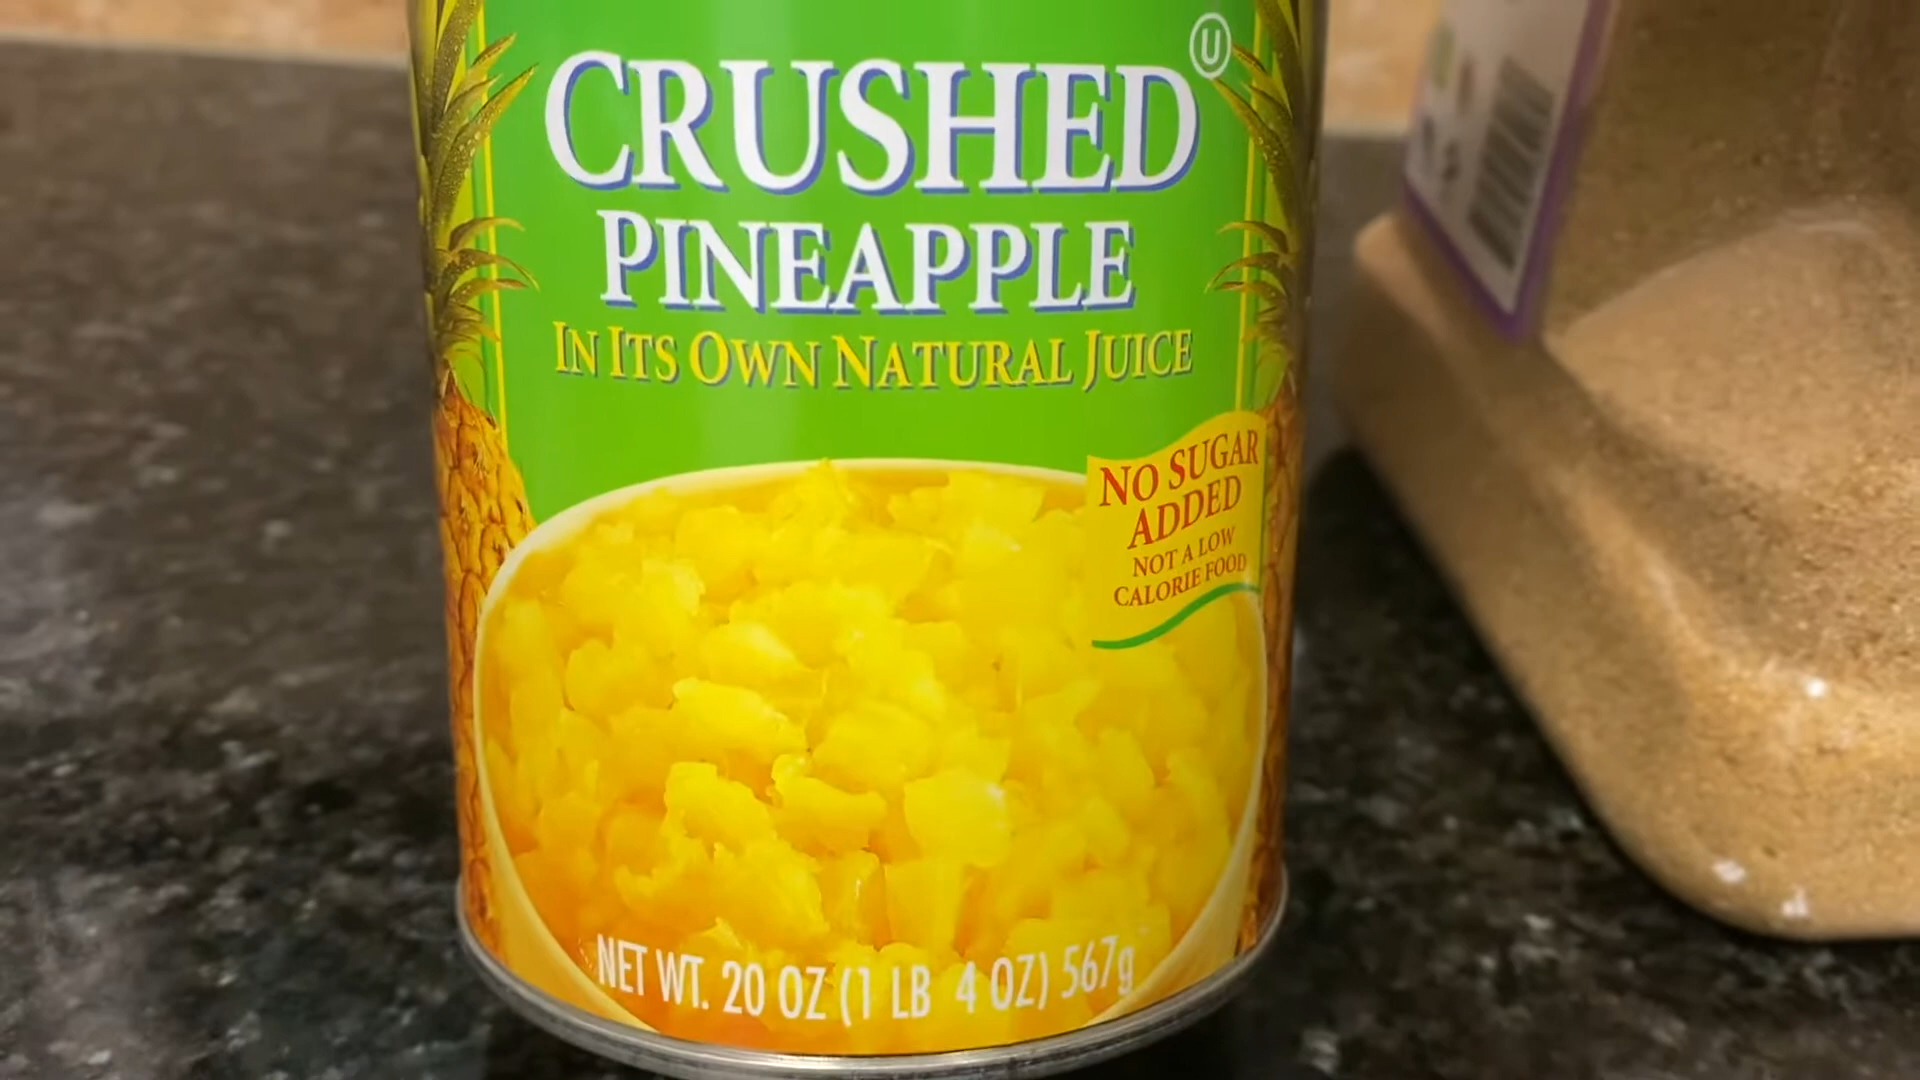 CRUSHED
U
PINEAPPLE
IN ITS OWN NATURAL JUICE
NO SUGAR
ADDED
NOT A LOW
CALORIE FOOD
NET WT. 20 OZ (1 LB 4 OZ) 567g